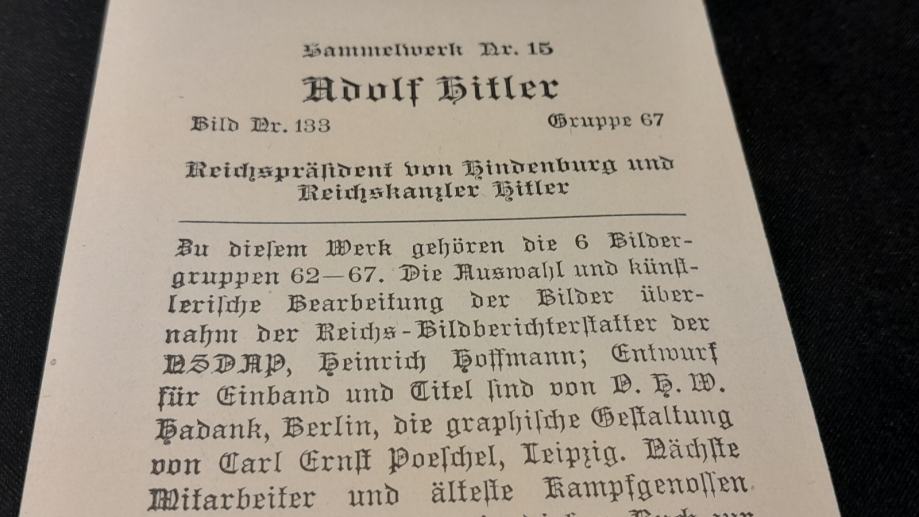 Sammelwerk Nr. 15
Adolf Hitler
Bild Nr. 133 Gruppe 67
Reichspräsident von Hindenburg und
Reichskanzler Hitler
Zu diesem Werk gehören die 6 Bilder-
gruppen 62—67. Die Auswahl und künst-
lerische Bearbeitung der Bilder über-
nahm der Reichs-Bildberichterstatter der
NSDAP, Heinrich Hoffmann; Entwurf
für Einband und Titel sind von O. H. W.
Hadank, Berlin, die graphische Gestaltung
von Carl Ernst Poeschel, Leipzig. Nächste
Mitarbeiter und älteste Kampfgenossen